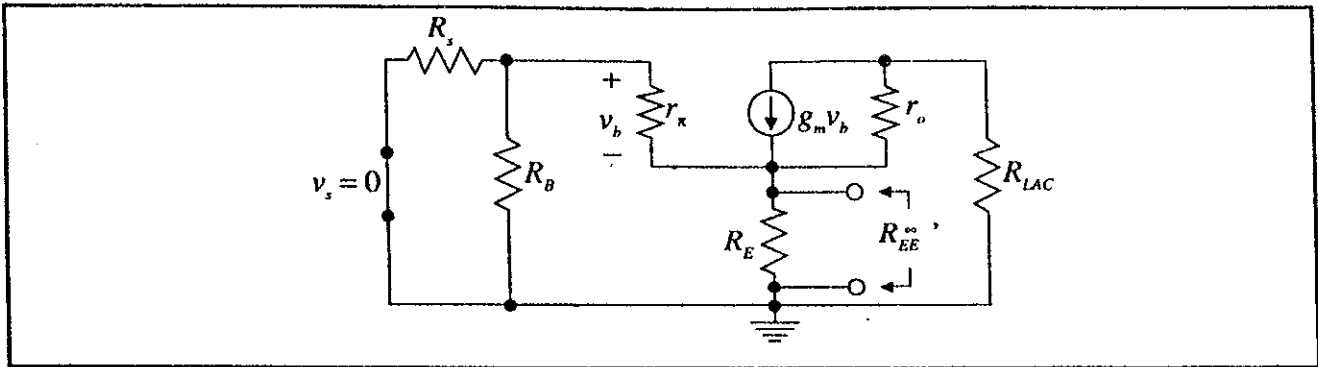 R_s
+
v_b
−
r_π
g_m v_b
r_o
v_s = 0
R_B
R_LAC
R_E
R_EE^∞ '